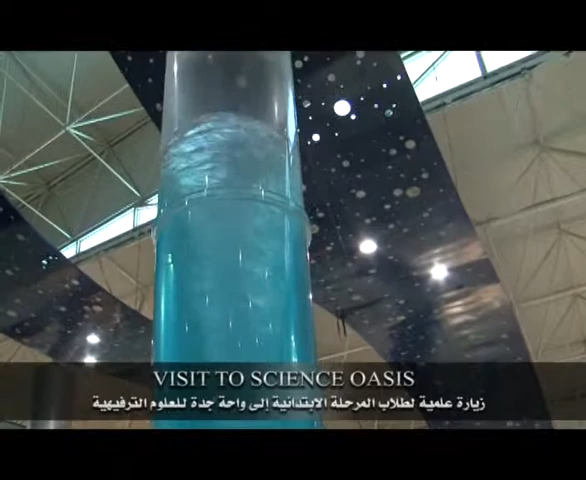 VISIT TO SCIENCE OASIS
زيارة علمية لطلاب المرحلة الابتدائية إلى واحة جدة للعلوم الترفيهية